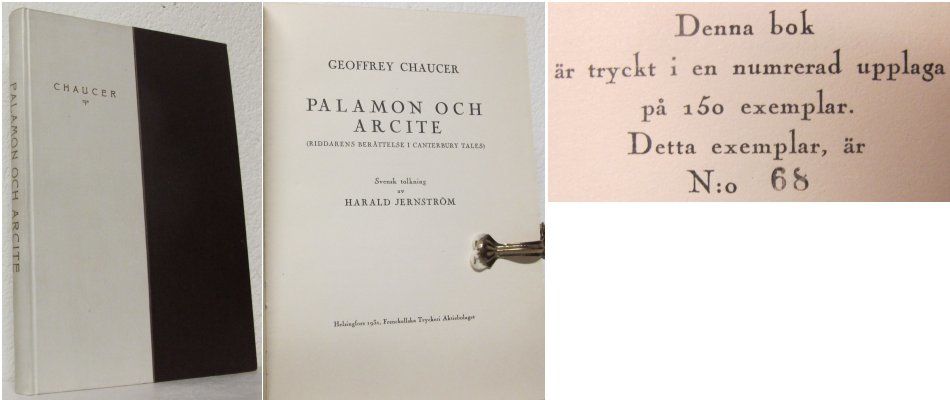 CHAUCER
PALAMON OCH ARCITE
GEOFFREY CHAUCER
PALAMON OCH
ARCITE
(RIDDARENS BERÄTTELSE I CANTERBURY TALES)
Svensk tolkning
av
HARALD JERNSTRÖM
Helsingfors Frenckellska Tryckeri Aktiebolaget
Denna bok
är tryckt i en numrerad upplaga
på 150 exemplar.
Detta exemplar, är
N:o 68